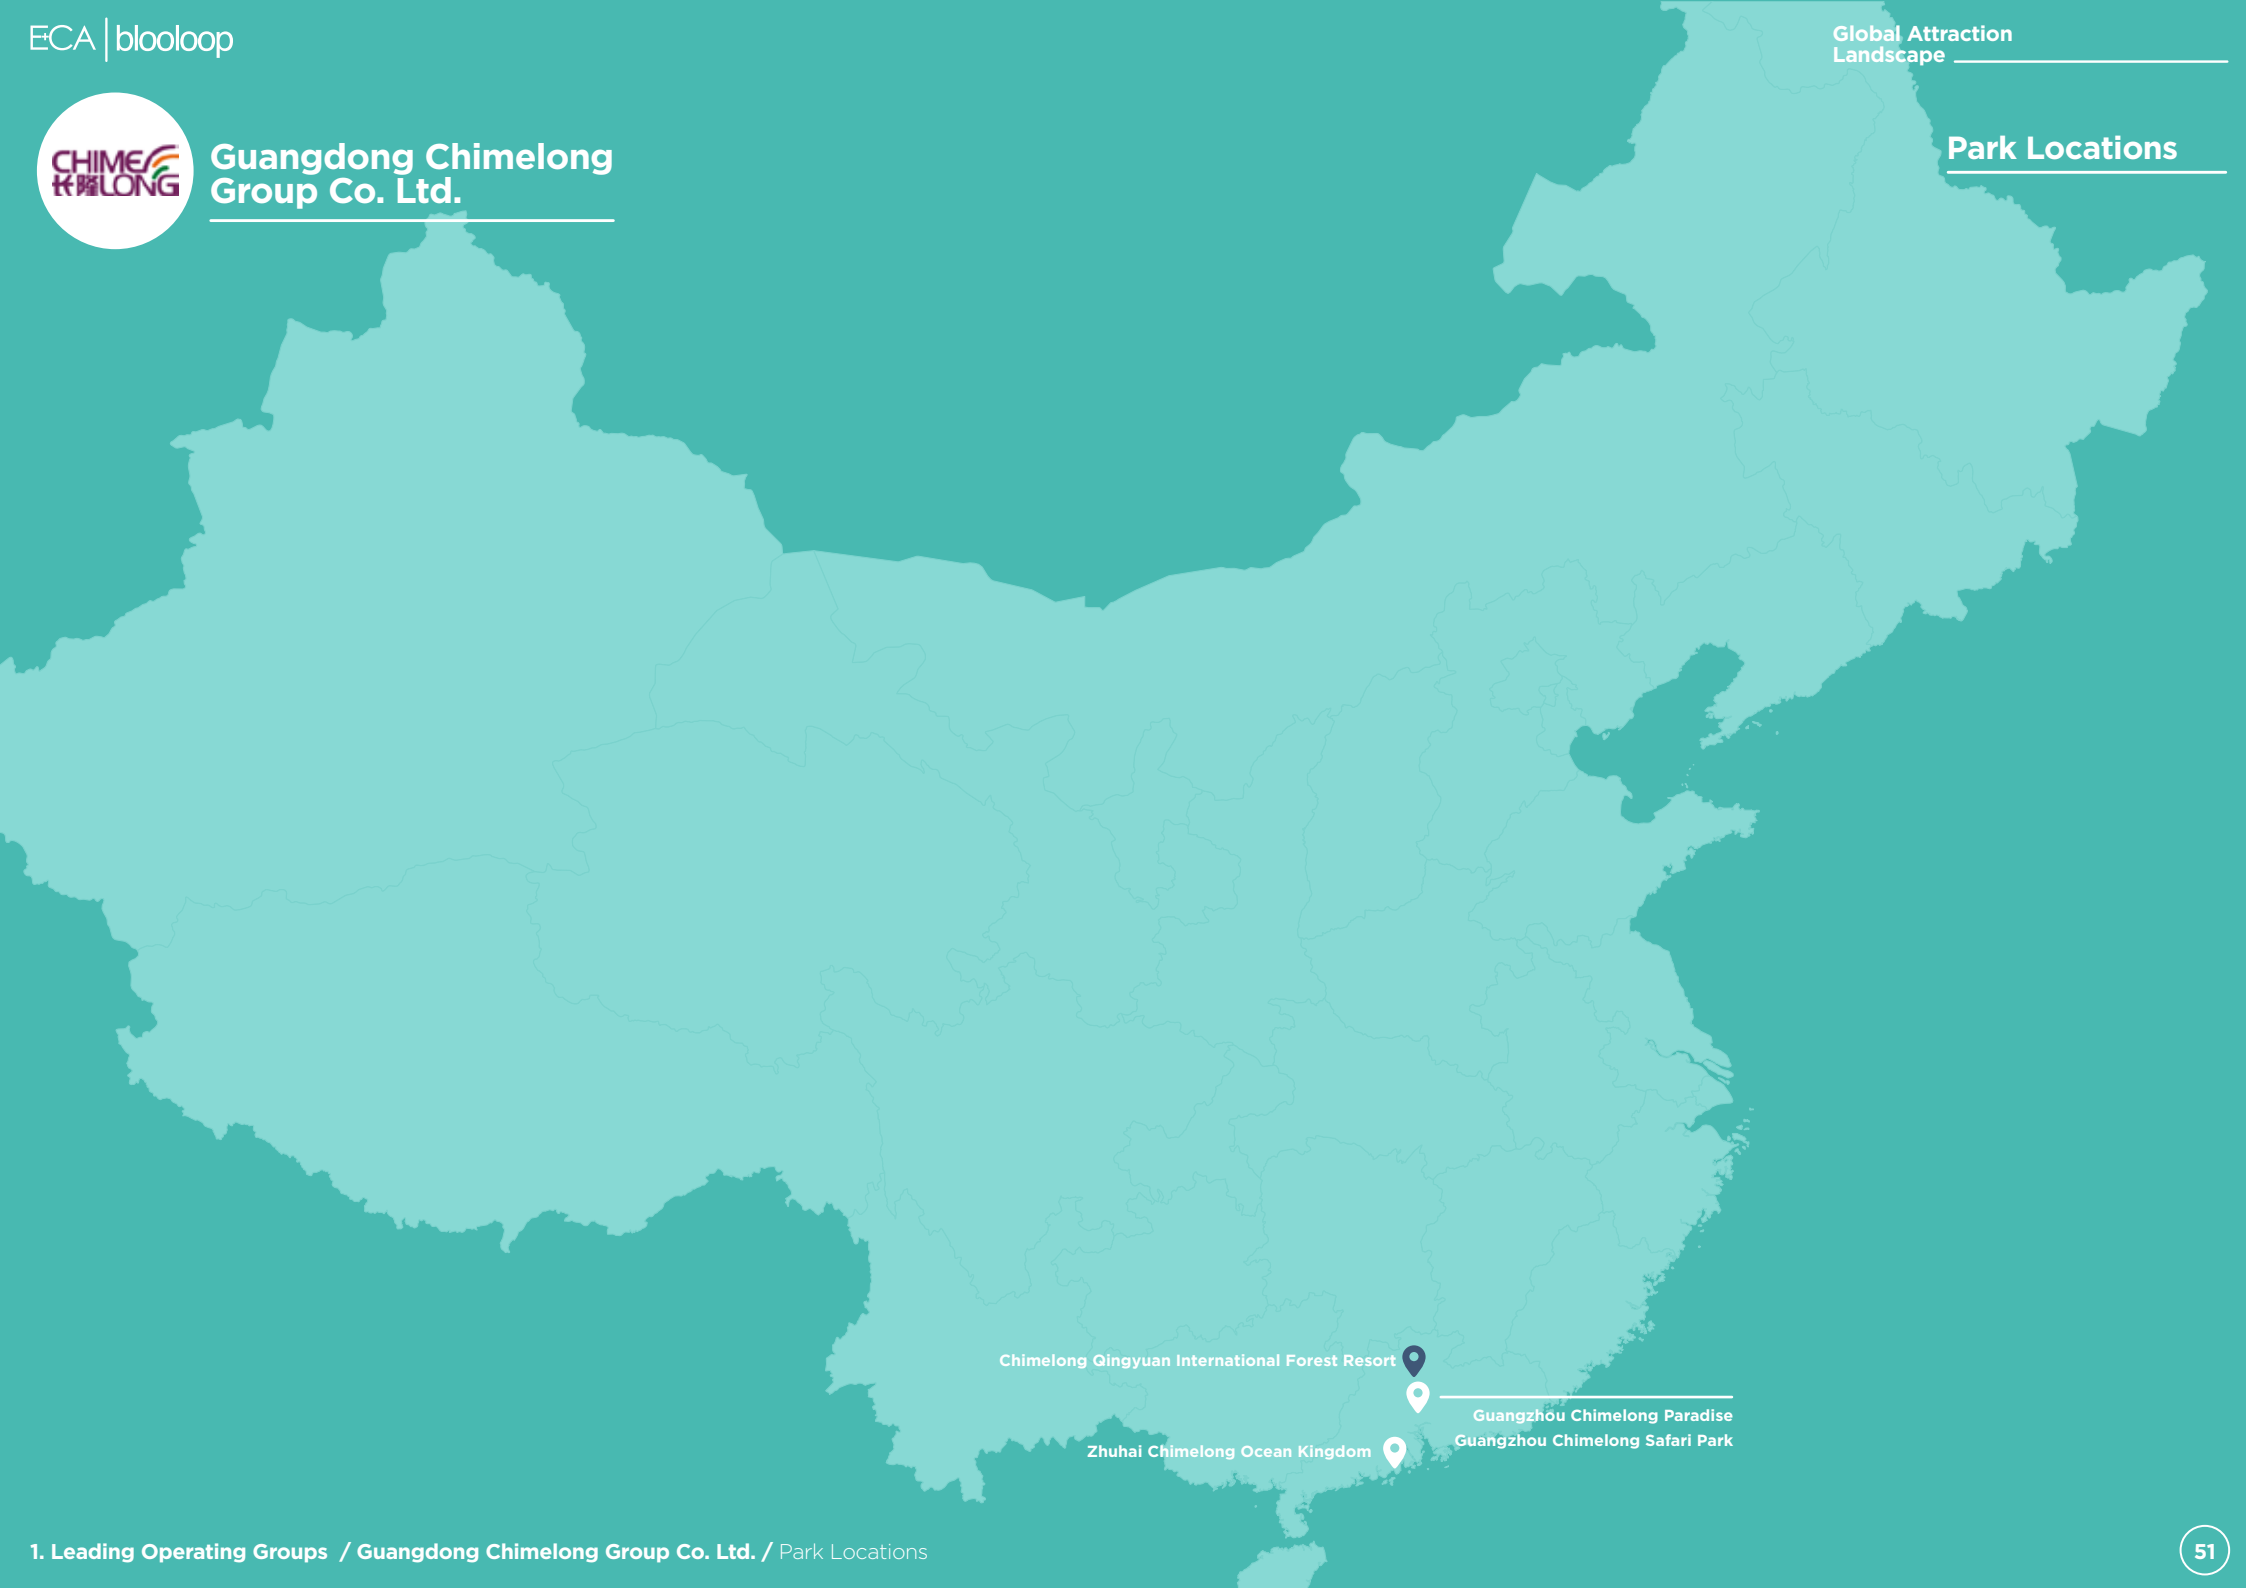 E+CA | blooloop
Global Attraction
Landscape
CHIME
长隆LONG
Guangdong Chimelong
Group Co. Ltd.
Park Locations
Chimelong Qingyuan International Forest Resort
Guangzhou Chimelong Paradise
Guangzhou Chimelong Safari Park
Zhuhai Chimelong Ocean Kingdom
1. Leading Operating Groups / Guangdong Chimelong Group Co. Ltd. / Park Locations
51